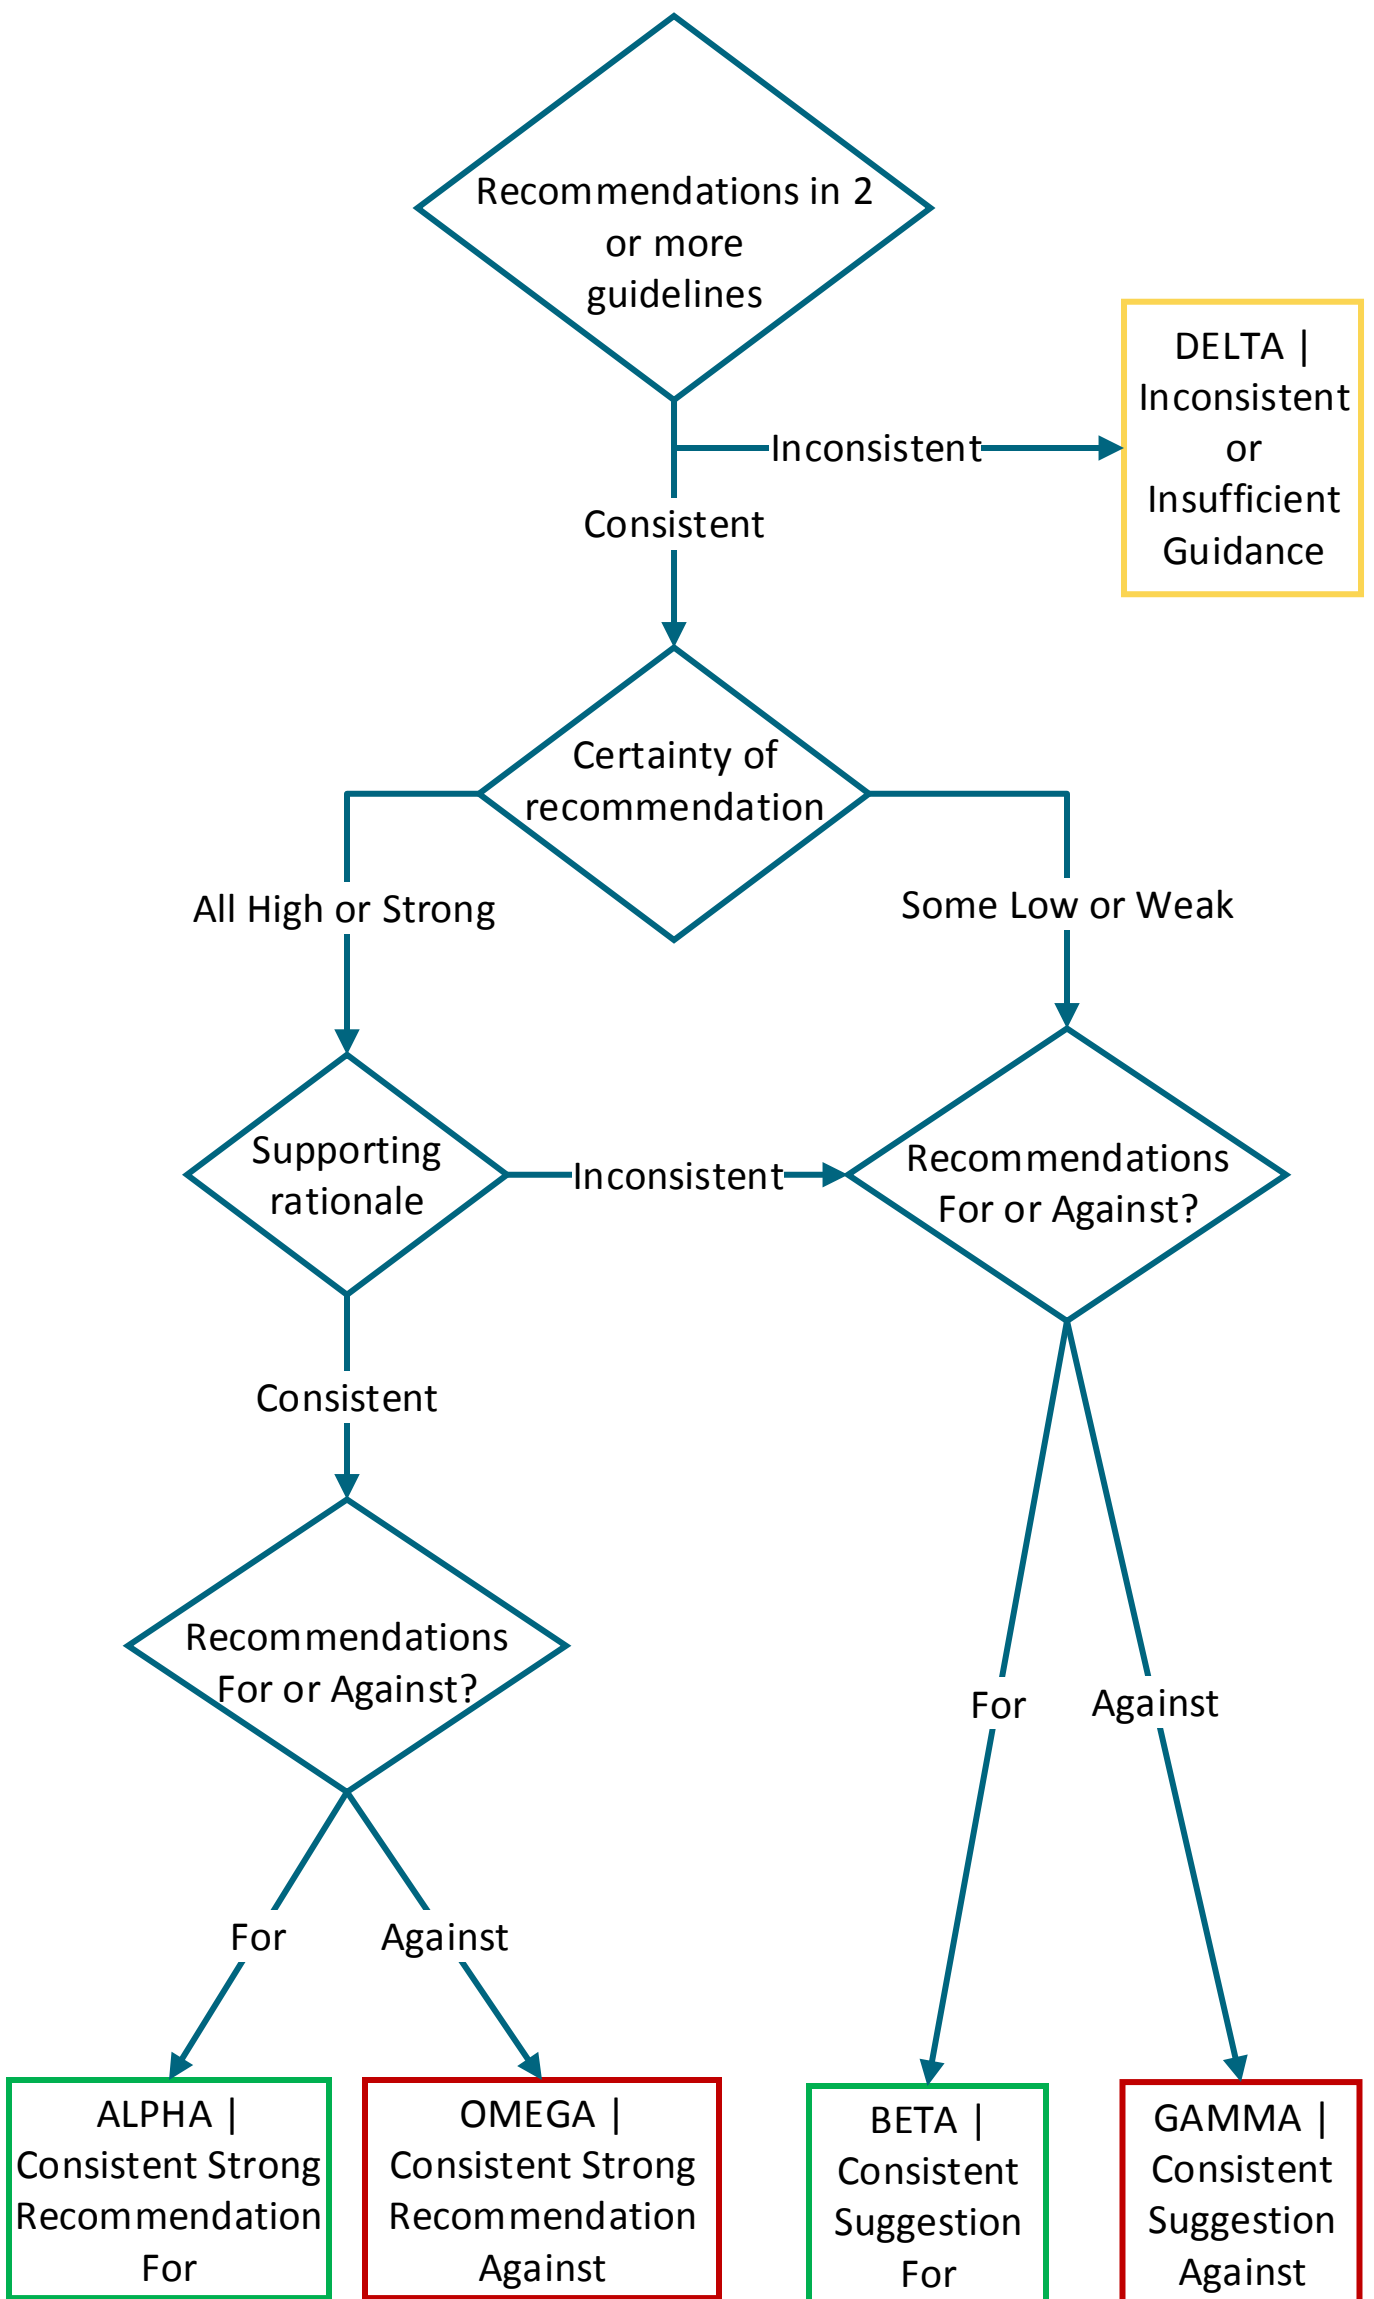 Recommendations in 2
or more
guidelines
DELTA |
Inconsistent
or
Insufficient
Guidance
Inconsistent
Consistent
Certainty of
recommendation
All High or Strong
Some Low or Weak
Supporting
rationale
Inconsistent
Recommendations
For or Against?
Consistent
Recommendations
For or Against?
For
Against
For
Against
ALPHA |
Consistent Strong
Recommendation
For
OMEGA |
Consistent Strong
Recommendation
Against
BETA |
Consistent
Suggestion
For
GAMMA |
Consistent
Suggestion
Against